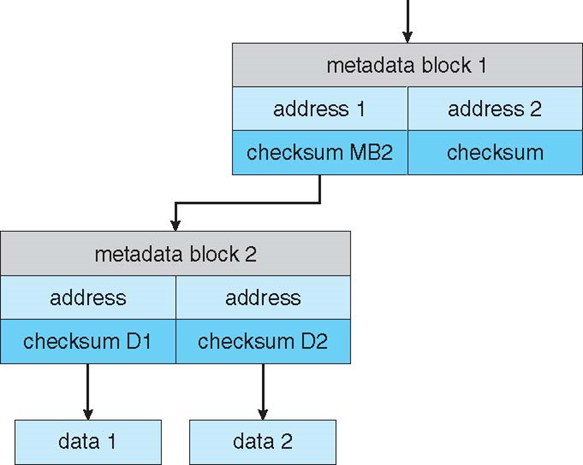 metadata block 1
address 1 address 2
checksum MB2 checksum
metadata block 2
address address
checksum D1 checksum D2
data 1 data 2